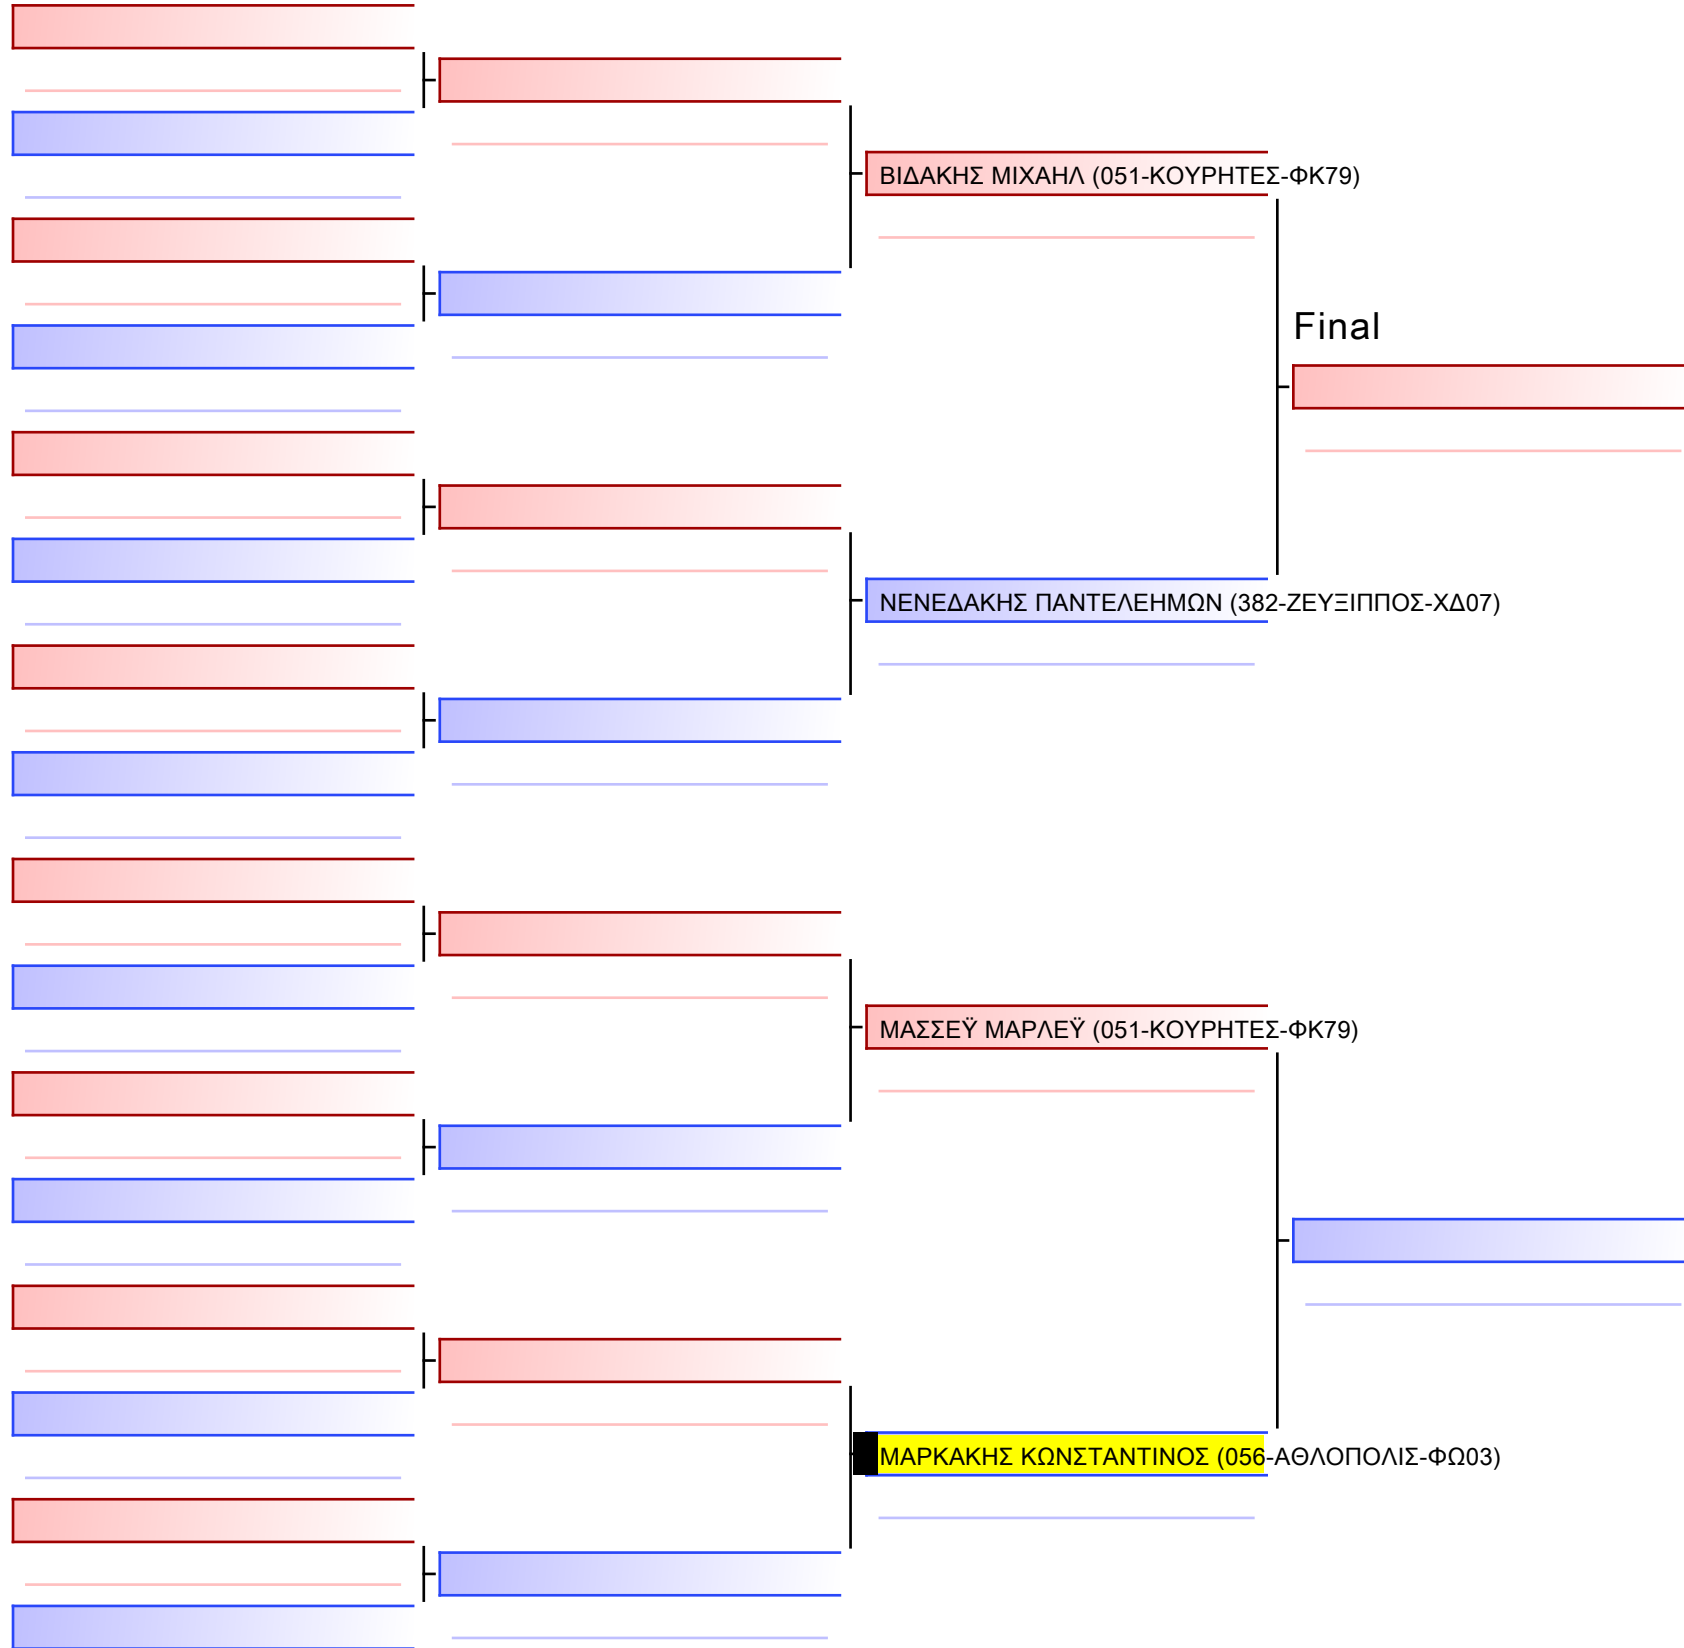 ΒΙΔΑΚΗΣ ΜΙΧΑΗΛ (051-ΚΟΥΡΗΤΕΣ-ΦΚ79)
Final
ΝΕΝΕΔΑΚΗΣ ΠΑΝΤΕΛΕΗΜΩΝ (382-ΖΕΥΞΙΠΠΟΣ-ΧΔ07)
ΜΑΣΣΕΫ ΜΑΡΛΕΫ (051-ΚΟΥΡΗΤΕΣ-ΦΚ79)
ΜΑΡΚΑΚΗΣ ΚΩΝΣΤΑΝΤΙΝΟΣ (056-ΑΘΛΟΠΟΛΙΣ-ΦΩ03)